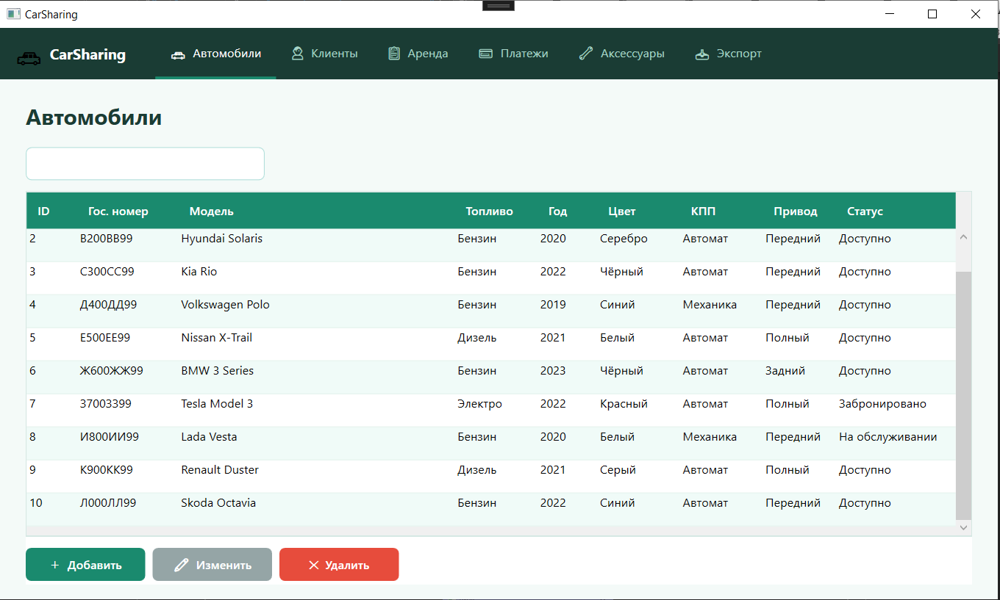 CarSharing
CarSharing Автомобили Клиенты Аренда Платежи Аксессуары Экспорт
Автомобили
ID Гос. номер Модель Топливо Год Цвет КПП Привод Статус
2 В200ВВ99 Hyundai Solaris Бензин 2020 Серебро Автомат Передний Доступно
3 С300СС99 Kia Rio Бензин 2022 Чёрный Автомат Передний Доступно
4 Д400ДД99 Volkswagen Polo Бензин 2019 Синий Механика Передний Доступно
5 Е500ЕЕ99 Nissan X-Trail Дизель 2021 Белый Автомат Полный Доступно
6 Ж600ЖЖ99 BMW 3 Series Бензин 2023 Чёрный Автомат Задний Доступно
7 З700ЗЗ99 Tesla Model 3 Электро 2022 Красный Автомат Полный Забронировано
8 И800ИИ99 Lada Vesta Бензин 2020 Белый Механика Передний На обслуживании
9 К900КК99 Renault Duster Дизель 2021 Серый Автомат Полный Доступно
10 Л000ЛЛ99 Skoda Octavia Бензин 2022 Синий Автомат Передний Доступно
+ Добавить Изменить Удалить